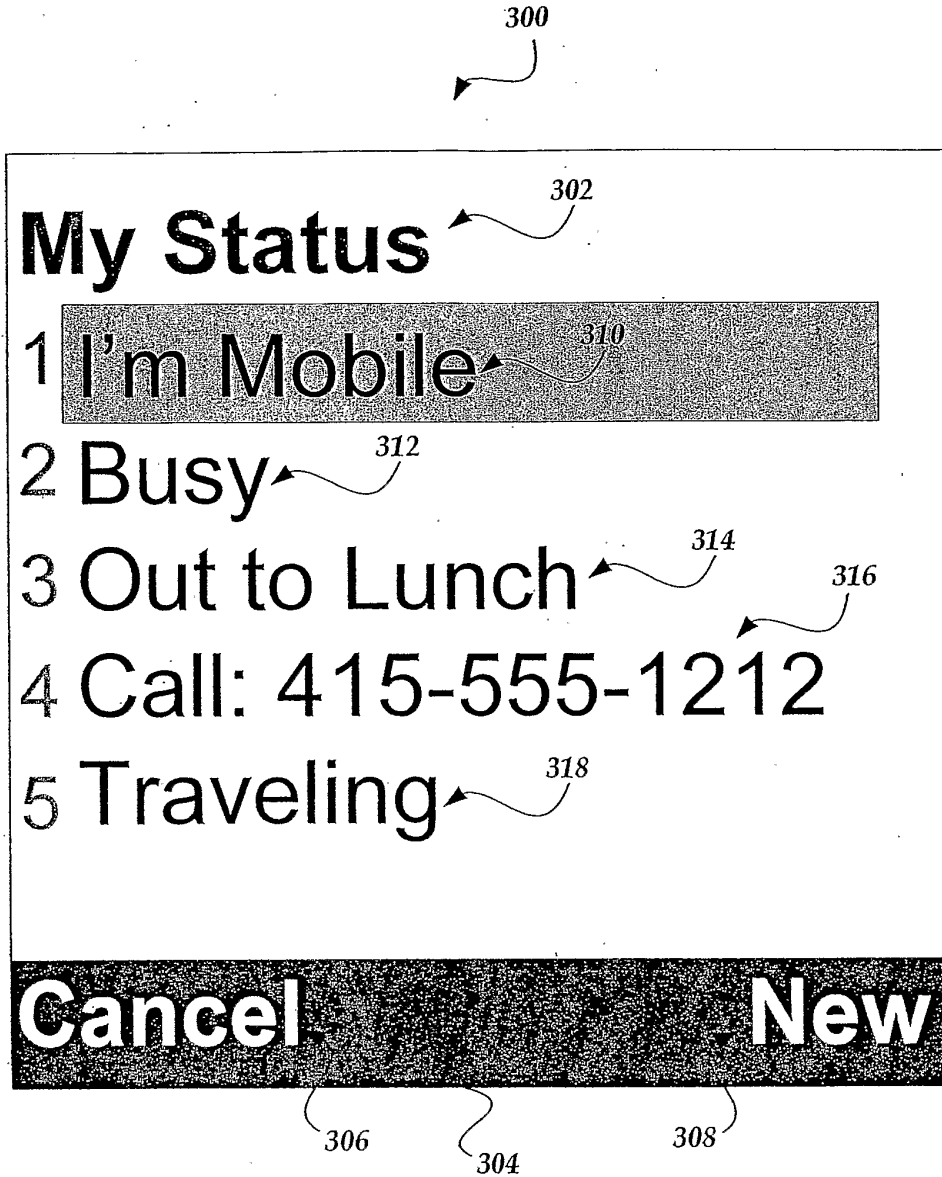 300
My Status 302
1 I'm Mobile 310
2 Busy 312
3 Out to Lunch 314
4 Call: 415-555-1212 316
5 Traveling 318
Cancel New
306 304 308